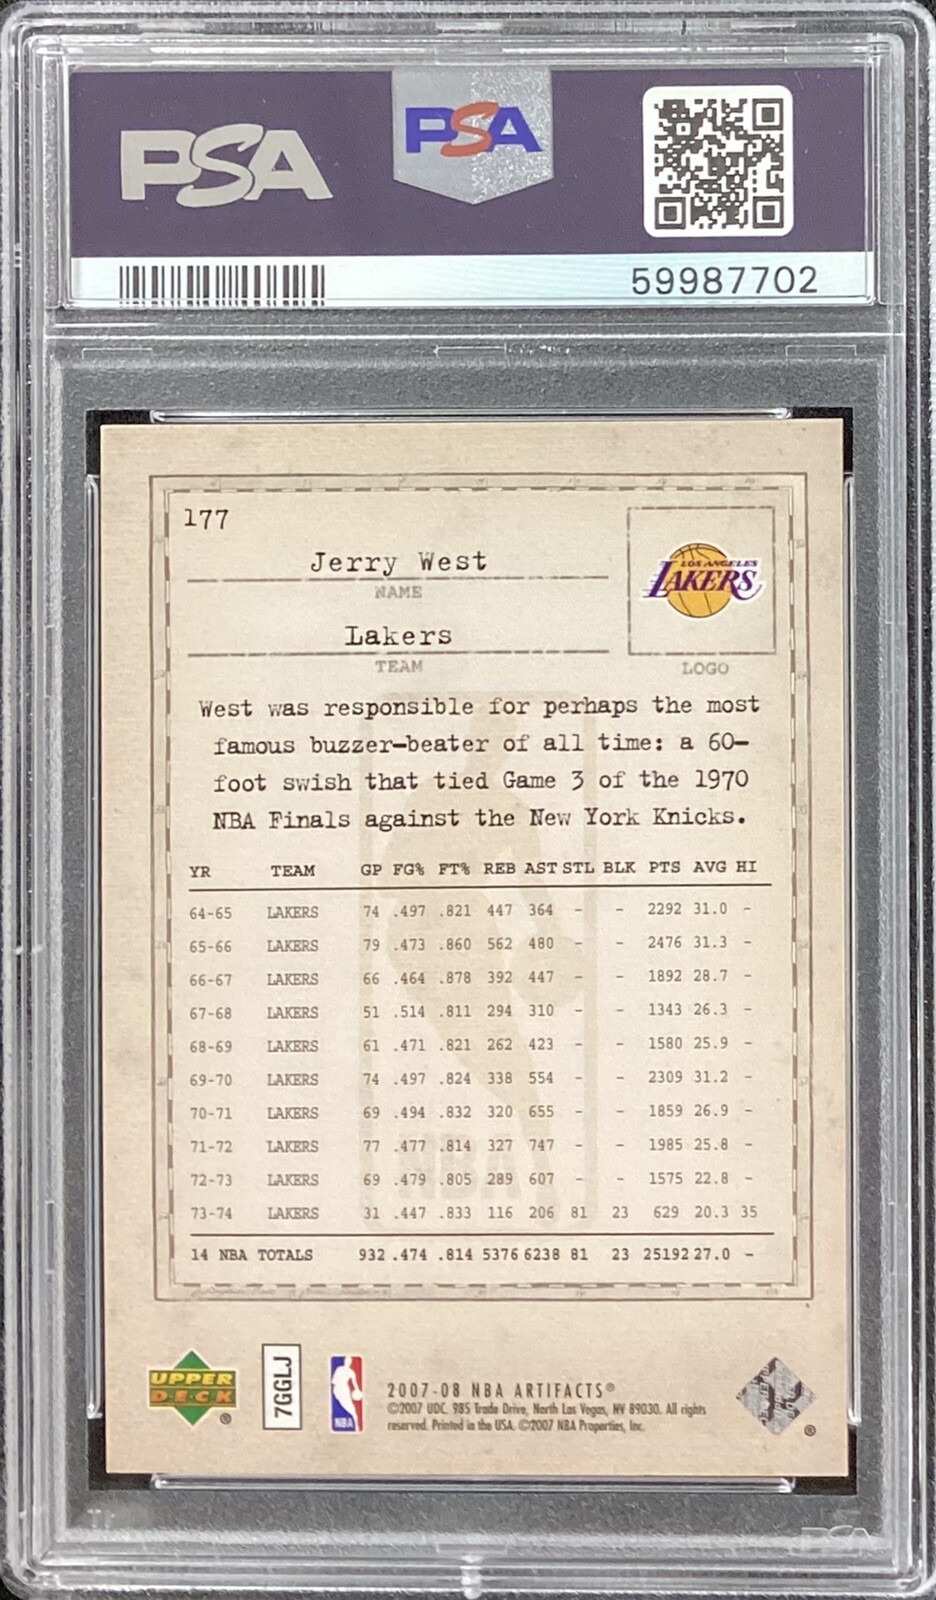 PSA
PSA
59987702
177
Jerry West
NAME
Lakers
TEAM
LOS ANGELES
LAKERS
LOGO
West was responsible for perhaps the most
famous buzzer-beater of all time: a 60-
foot swish that tied Game 3 of the 1970
NBA Finals against the New York Knicks.
YR TEAM GP FG% FT% REB AST STL BLK PTS AVG HI
64-65 LAKERS 74 .497 .821 447 364 - - 2292 31.0 -
65-66 LAKERS 79 .473 .860 562 480 - - 2476 31.3 -
66-67 LAKERS 66 .464 .878 392 447 - - 1892 28.7 -
67-68 LAKERS 51 .514 .811 294 310 - - 1343 26.3 -
68-69 LAKERS 61 .471 .821 262 423 - - 1580 25.9 -
69-70 LAKERS 74 .497 .824 338 554 - - 2309 31.2 -
70-71 LAKERS 69 .494 .832 320 655 - - 1859 26.9 -
71-72 LAKERS 77 .477 .814 327 747 - - 1985 25.8 -
72-73 LAKERS 69 .479 .805 289 607 - - 1575 22.8 -
73-74 LAKERS 31 .447 .833 116 206 81 23 629 20.3 35
14 NBA TOTALS 932 .474 .814 5376 6238 81 23 25192 27.0 -
UPPER
DECK
®
7GGLJ
NBA
2007-08 NBA ARTIFACTS®
©2007 UDC. 985 Trade Drive, North Las Vegas, NV 89030. All rights
reserved. Printed in the USA. ©2007 NBA Properties, Inc.
®
PSA